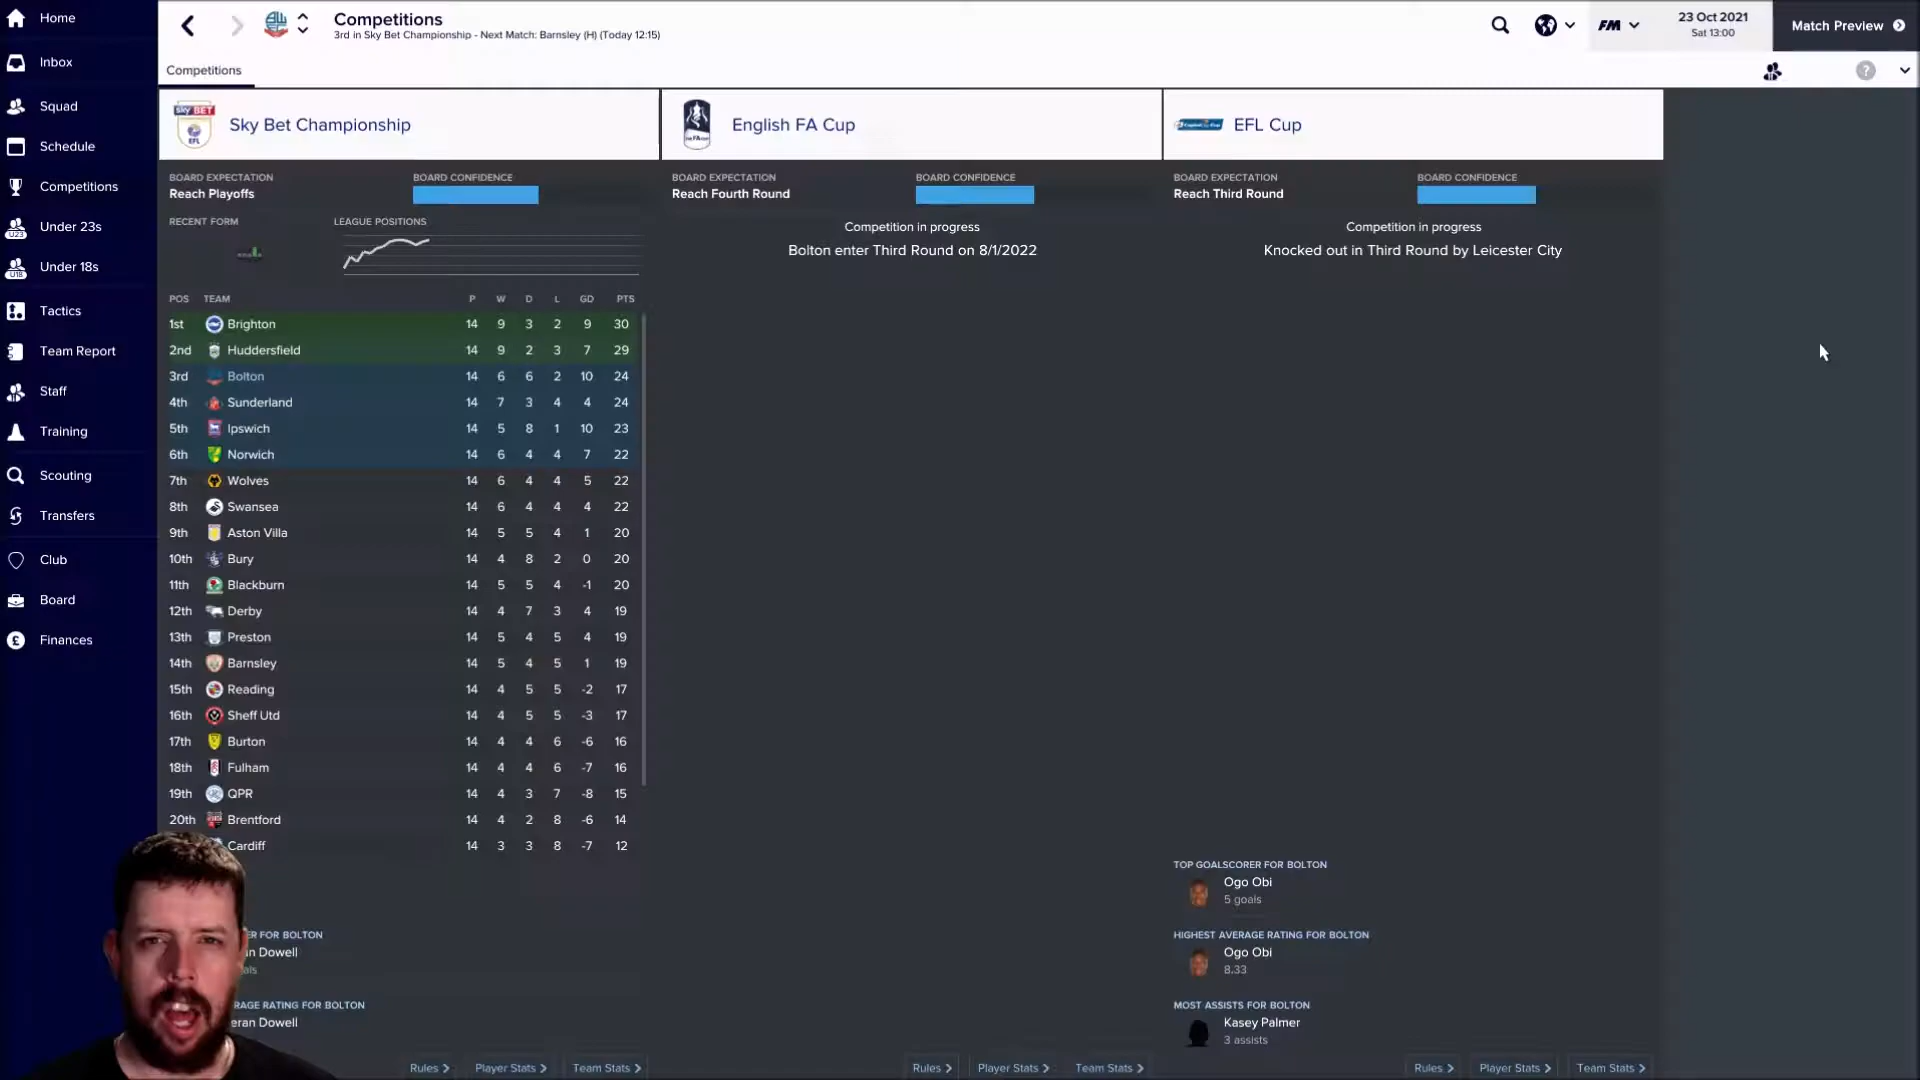 Home
Inbox
Squad
Schedule
Competitions
Under 23s
Under 18s
Tactics
Team Report
Staff
Training
Scouting
Transfers
Club
Board
Finances
Competitions
3rd in Sky Bet Championship - Next Match: Barnsley (H) (Today 12:15)
FM
23 Oct 2021
Sat 13:00
Match Preview
Competitions
?
Sky Bet Championship
BOARD EXPECTATION
Reach Playoffs
BOARD CONFIDENCE
RECENT FORM
LEAGUE POSITIONS
POS TEAM P W D L GD PTS
1st Brighton 14 9 3 2 9 30
2nd Huddersfield 14 9 2 3 7 29
3rd Bolton 14 6 6 2 10 24
4th Sunderland 14 7 3 4 4 24
5th Ipswich 14 5 8 1 10 23
6th Norwich 14 6 4 4 7 22
7th Wolves 14 6 4 4 5 22
8th Swansea 14 6 4 4 4 22
9th Aston Villa 14 5 5 4 1 20
10th Bury 14 4 8 2 0 20
11th Blackburn 14 5 5 4 -1 20
12th Derby 14 4 7 3 4 19
13th Preston 14 5 4 5 4 19
14th Barnsley 14 5 4 5 1 19
15th Reading 14 4 5 5 -2 17
16th Sheff Utd 14 4 5 5 -3 17
17th Burton 14 4 4 6 -6 16
18th Fulham 14 4 4 6 -7 16
19th QPR 14 4 3 7 -8 15
20th Brentford 14 4 2 8 -6 14
Cardiff 14 3 3 8 -7 12
ER FOR BOLTON
an Dowell
als
RAGE RATING FOR BOLTON
eran Dowell
Rules Player Stats Team Stats
English FA Cup
BOARD EXPECTATION
Reach Fourth Round
BOARD CONFIDENCE
Competition in progress
Bolton enter Third Round on 8/1/2022
Rules Player Stats Team Stats
EFL Cup
BOARD EXPECTATION
Reach Third Round
BOARD CONFIDENCE
Competition in progress
Knocked out in Third Round by Leicester City
TOP GOALSCORER FOR BOLTON
Ogo Obi
5 goals
HIGHEST AVERAGE RATING FOR BOLTON
Ogo Obi
8.33
MOST ASSISTS FOR BOLTON
Kasey Palmer
3 assists
Rules Player Stats Team Stats